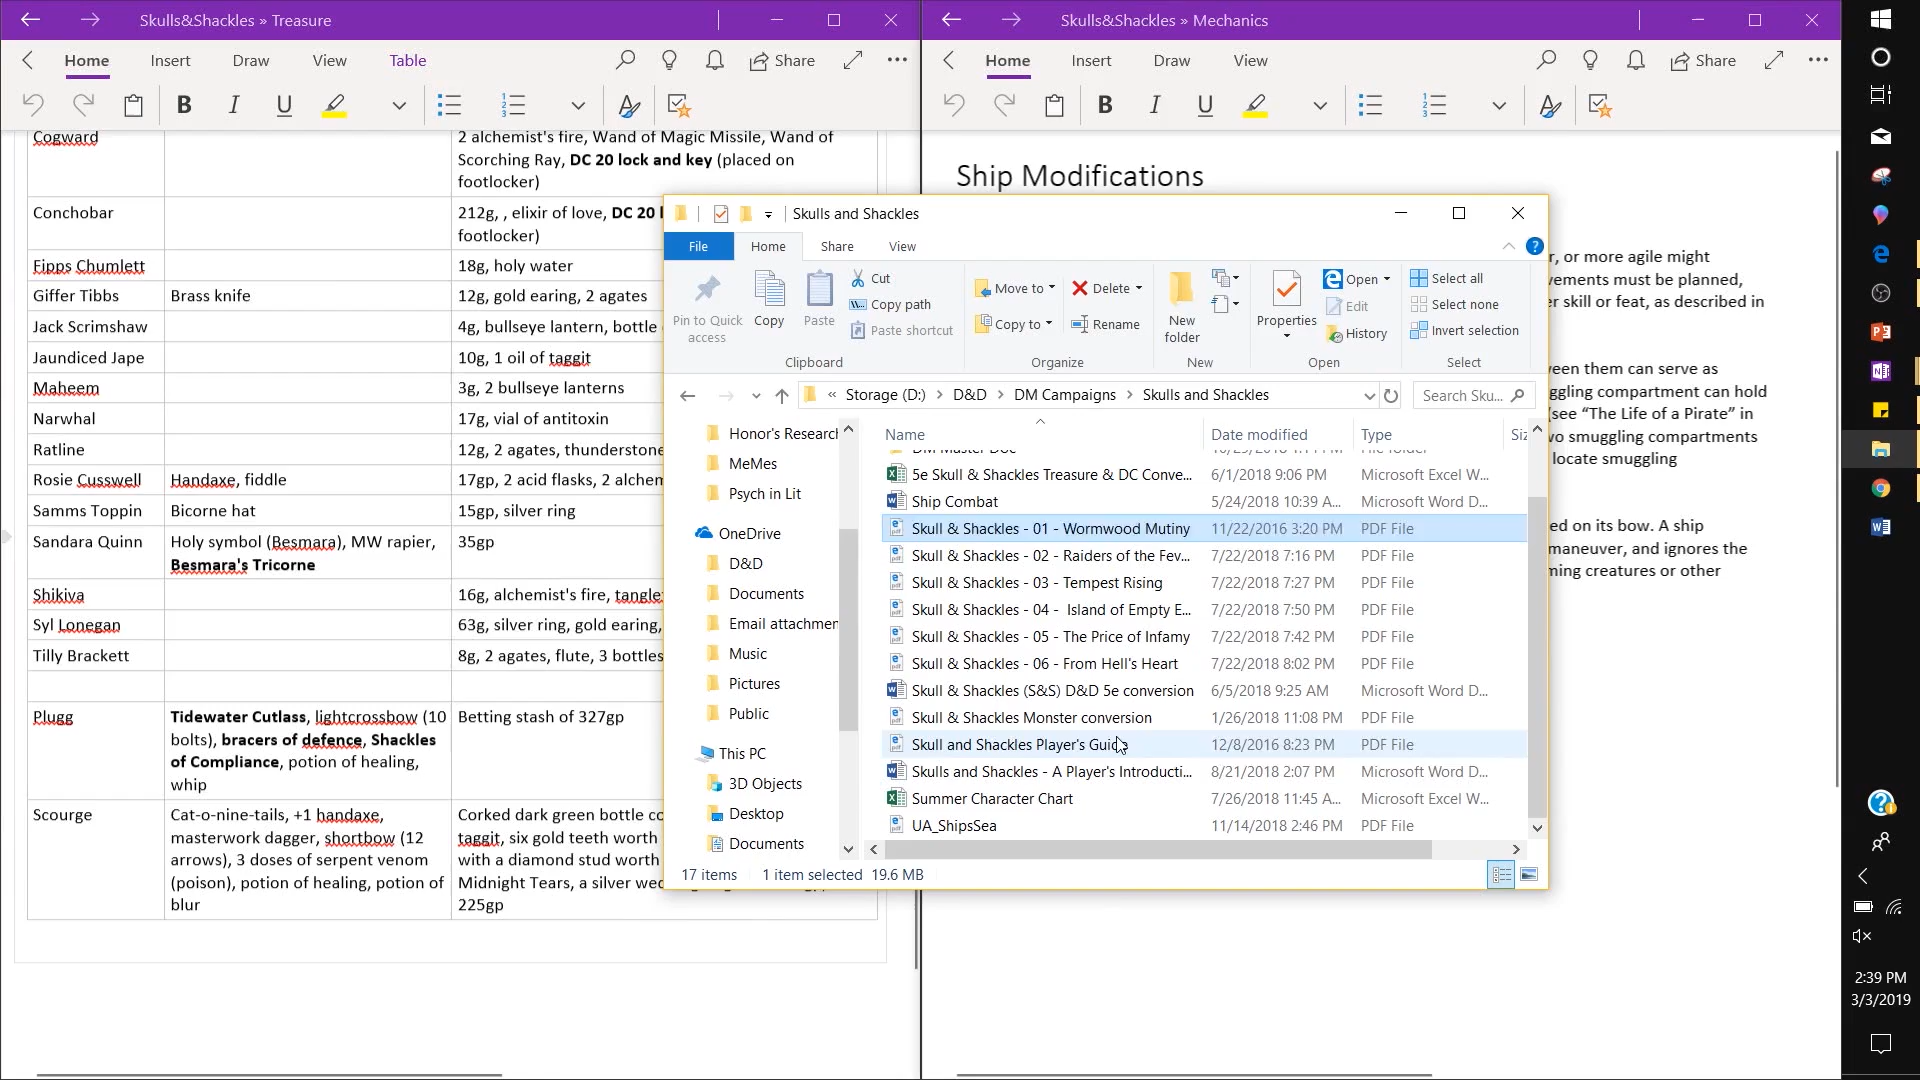 Skulls&Shackles » Treasure
Home Insert Draw View Table Share
Cogward 2 alchemist's fire, Wand of Magic Missile, Wand of
Scorching Ray, DC 20 lock and key (placed on
footlocker)
Conchobar 212g, , elixir of love, DC 20 l
footlocker)
Fipps Chumlett 18g, holy water
Giffer Tibbs Brass knife 12g, gold earing, 2 agates
Jack Scrimshaw 4g, bullseye lantern, bottle
Jaundiced Jape 10g, 1 oil of taggit
Maheem 3g, 2 bullseye lanterns
Narwhal 17g, vial of antitoxin
Ratline 12g, 2 agates, thunderstone
Rosie Cusswell Handaxe, fiddle 17gp, 2 acid flasks, 2 alchem
Samms Toppin Bicorne hat 15gp, silver ring
Sandara Quinn Holy symbol (Besmara), MW rapier, 35gp
Besmara's Tricorne
Shikiva 16g, alchemist's fire, tanglef
Syl Lonegan 63g, silver ring, gold earing,
Tilly Brackett 8g, 2 agates, flute, 3 bottles
Plugg Tidewater Cutlass, lightcrossbow (10 Betting stash of 327gp
bolts), bracers of defence, Shackles
of Compliance, potion of healing,
whip
Scourge Cat-o-nine-tails, +1 handaxe, Corked dark green bottle co
masterwork dagger, shortbow (12 taggit, six gold teeth worth
arrows), 3 doses of serpent venom with a diamond stud worth
(poison), potion of healing, potion of Midnight Tears, a silver wed
blur 225gp
Skulls&Shackles » Mechanics
Home Insert Draw View Share
Ship Modifications
r, or more agile might
vements must be planned,
er skill or feat, as described in
ween them can serve as
ggling compartment can hold
(see “The Life of a Pirate” in
wo smuggling compartments
locate smuggling
ed on its bow. A ship
maneuver, and ignores the
ming creatures or other
Skulls and Shackles
File Home Share View
Pin to Quick access
Copy
Paste
Cut
Copy path
Paste shortcut
Clipboard
Move to
Copy to
Delete
Rename
Organize
New folder
New
Properties
Open
Edit
History
Open
Select all
Select none
Invert selection
Select
« Storage (D:) > D&D > DM Campaigns > Skulls and Shackles Search Sku...
Honor's Research
MeMes
Psych in Lit
OneDrive
D&D
Documents
Email attachmen
Music
Pictures
Public
This PC
3D Objects
Desktop
Documents
Name Date modified Type Siz
DM Master Doc
5e Skull & Shackles Treasure & DC Conve... 6/1/2018 9:06 PM Microsoft Excel W...
Ship Combat 5/24/2018 10:39 A... Microsoft Word D...
Skull & Shackles - 01 - Wormwood Mutiny 11/22/2016 3:20 PM PDF File
Skull & Shackles - 02 - Raiders of the Fev... 7/22/2018 7:16 PM PDF File
Skull & Shackles - 03 - Tempest Rising 7/22/2018 7:27 PM PDF File
Skull & Shackles - 04 - Island of Empty E... 7/22/2018 7:50 PM PDF File
Skull & Shackles - 05 - The Price of Infamy 7/22/2018 7:42 PM PDF File
Skull & Shackles - 06 - From Hell's Heart 7/22/2018 8:02 PM PDF File
Skull & Shackles (S&S) D&D 5e conversion 6/5/2018 9:25 AM Microsoft Word D...
Skull & Shackles Monster conversion 1/26/2018 11:08 PM PDF File
Skull and Shackles Player's Guide 12/8/2016 8:23 PM PDF File
Skulls and Shackles - A Player's Introducti... 8/21/2018 2:07 PM Microsoft Word D...
Summer Character Chart 7/26/2018 11:45 A... Microsoft Excel W...
UA_ShipsSea 11/14/2018 2:46 PM PDF File
17 items 1 item selected 19.6 MB
2:39 PM
3/3/2019